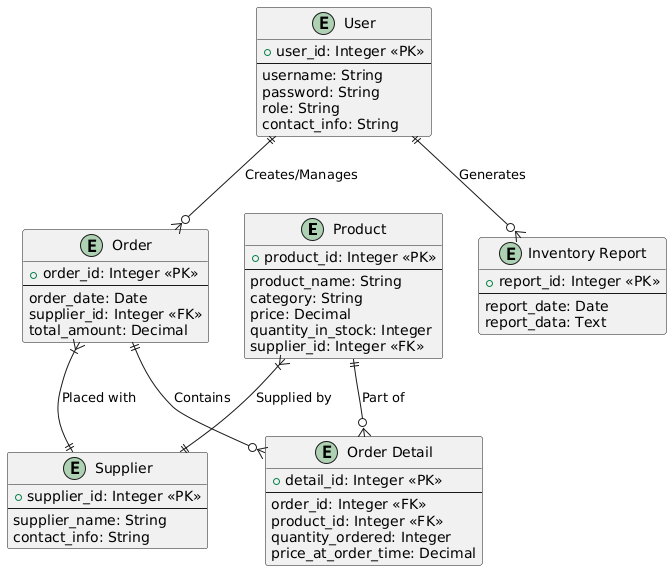 E User
user_id: Integer «PK»
username: String
password: String
role: String
contact_info: String
Creates/Manages
Generates
E Order
order_id: Integer «PK»
order_date: Date
supplier_id: Integer «FK»
total_amount: Decimal
E Product
product_id: Integer «PK»
product_name: String
category: String
price: Decimal
quantity_in_stock: Integer
supplier_id: Integer «FK»
E Inventory Report
report_id: Integer «PK»
report_date: Date
report_data: Text
Placed with
Contains
Supplied by
Part of
E Supplier
supplier_id: Integer «PK»
supplier_name: String
contact_info: String
E Order Detail
detail_id: Integer «PK»
order_id: Integer «FK»
product_id: Integer «FK»
quantity_ordered: Integer
price_at_order_time: Decimal